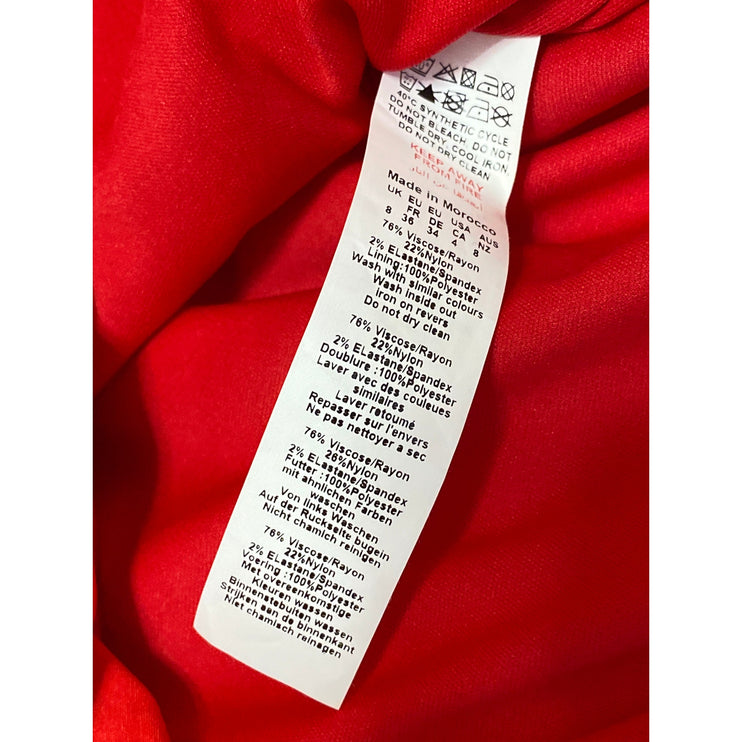 40°C SYNTHETIC CYCLE
DO NOT BLEACH DO NOT
TUMBLE DRY, COOL IRON,
DO NOT DRY CLEAN
KEEP AWAY
FROM FIRE
Made in Morocco
UK EU EU USA AUS
FR DE CA NZ
8 36 34 4 8
76% Viscose/Rayon
22%Nylon
2% ELastane/Spandex
Lining:100%Polyester
Wash with similar colours
Wash Inside out
Iron on revers
Do not dry clean
76% Viscose/Rayon
22%Nylon
2% ELastane/Spandex
Doublure :100%Polyester
Laver avec des couleues
similaires
Laver retoumé
Repasser sur l'envers
Ne pas nettoyer a sec
76% Viscose/Rayon
26%Nylon
2% ELastane/Spandex
Futter :100%Polyester
mit ahnlichen Farben
waschen
Von links Waschen
Auf der Ruckseite bugein
Nicht chamich reinigen
76% Viscose/Rayon
22%Nylon
2% ELastane/Spandex
Voering :100%Polyester
Met overeenkomstige
Kleuren wassen
Binnenstebuiten wassen
Strijken aan de binnenkant
Niet chamisch reinagen